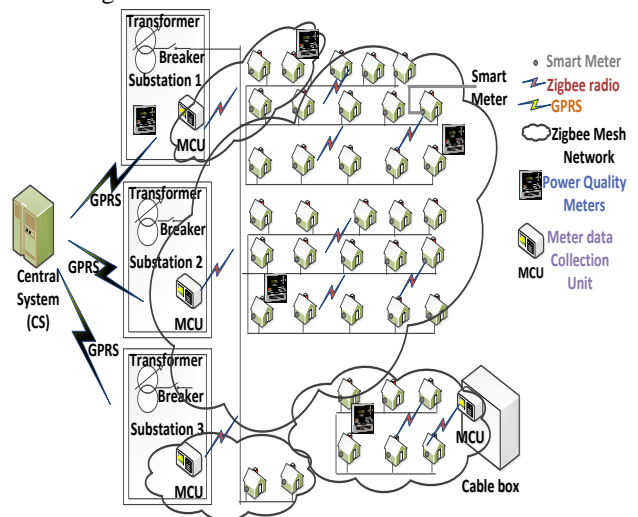 Transformer
Breaker
Substation 1
MCU
GPRS
Transformer
Breaker
Substation 2
MCU
GPRS
Central
System
(CS)
GPRS
Transformer
Breaker
Substation 3
MCU
Smart
Meter
MCU
Cable box
Smart Meter
Zigbee radio
GPRS
Zigbee Mesh
Network
Power Quality
Meters
MCU
Meter data
Collection
Unit